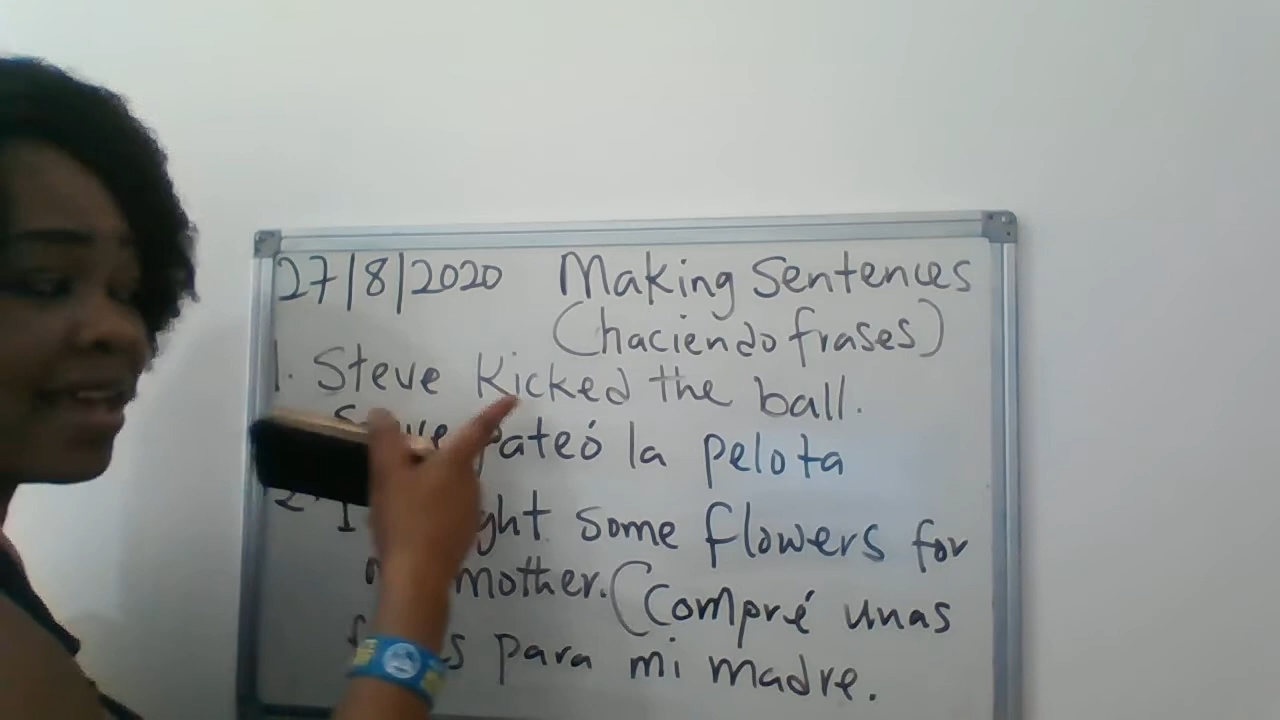 27/8/2020 Making Sentences
(haciendo frases)
1. Steve Kicked the ball.
pateó la pelota
2. I some flowers for
mother. (Compré unas
para mi madre.